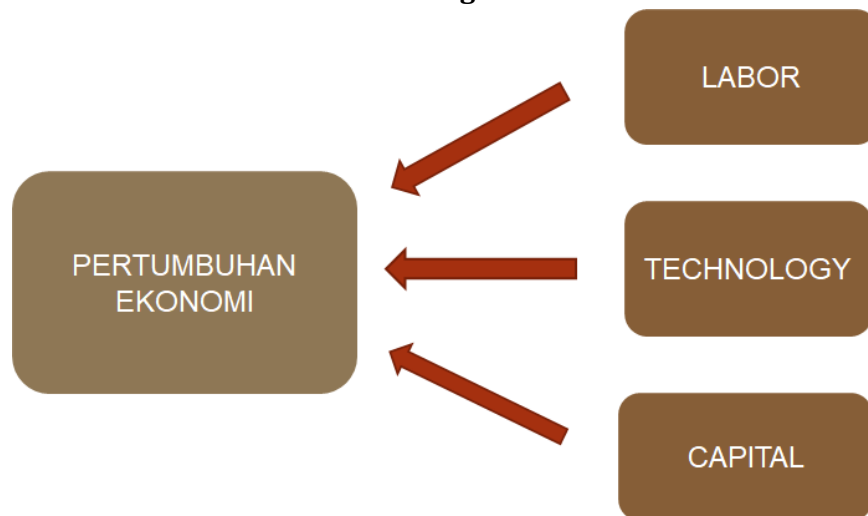 LABOR
PERTUMBUHAN
EKONOMI
TECHNOLOGY
CAPITAL